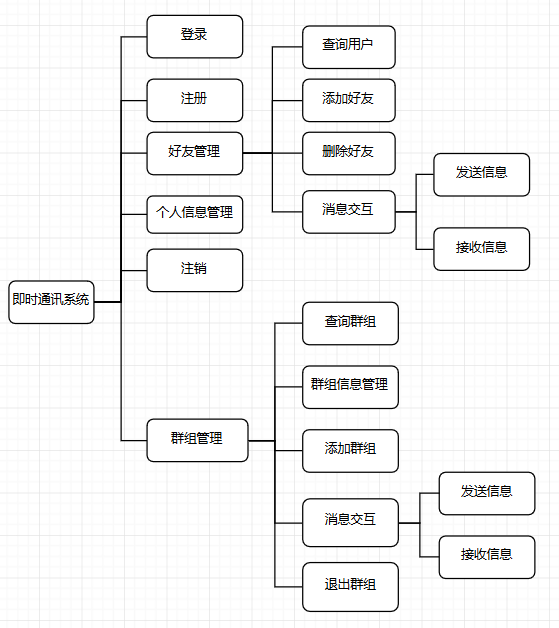 即时通讯系统
登录
注册
好友管理
查询用户
添加好友
删除好友
消息交互
发送信息
接收信息
个人信息管理
注销
群组管理
查询群组
群组信息管理
添加群组
消息交互
发送信息
接收信息
退出群组